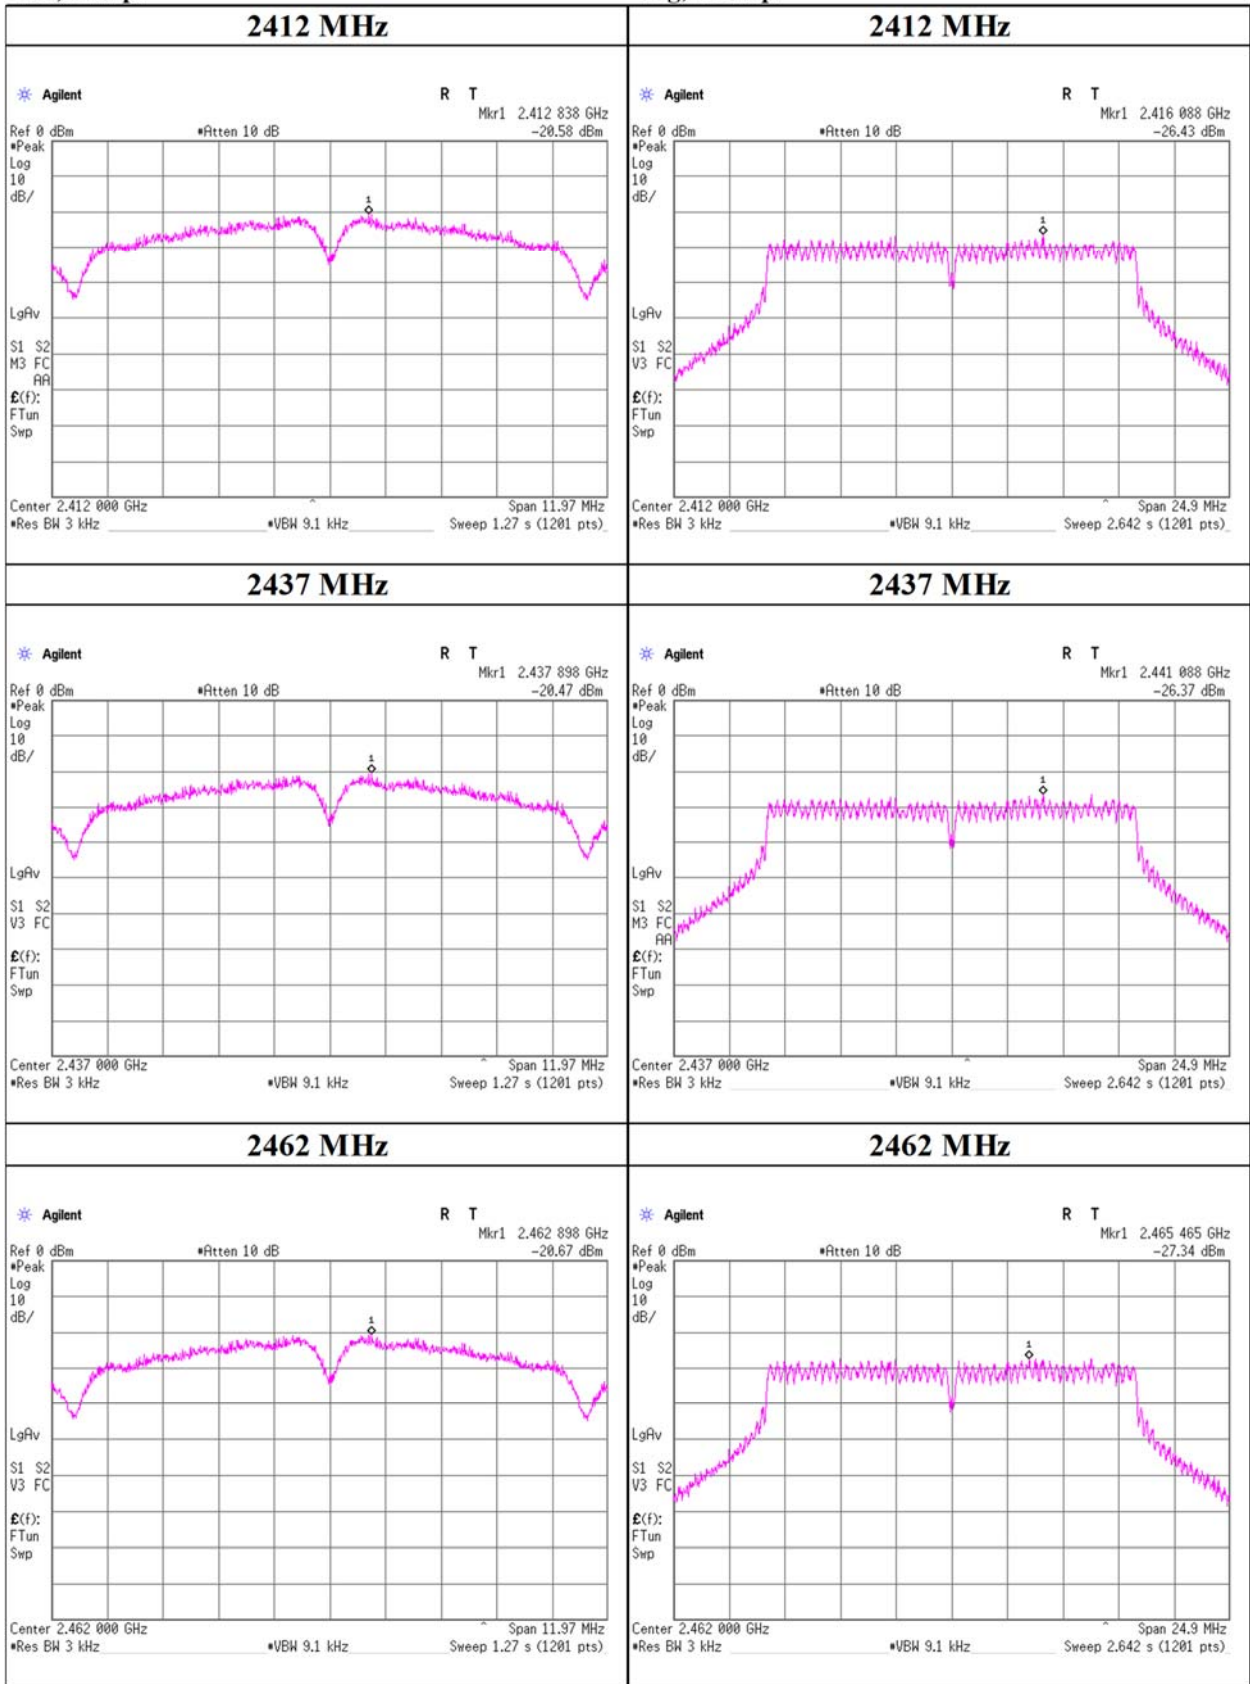 2412 MHz
2412 MHz
Agilent
R T
Mkr1 2.412 838 GHz
Ref 0 dBm
#Atten 10 dB
-20.58 dBm
#Peak
Log
10
dB/
1
LgAv
S1 S2
M3 FC
AA
£(f):
FTun
Swp
Center 2.412 000 GHz
^
Span 11.97 MHz
#Res BW 3 kHz
#VBW 9.1 kHz
Sweep 1.27 s (1201 pts)
Agilent
R T
Mkr1 2.416 088 GHz
Ref 0 dBm
#Atten 10 dB
-26.43 dBm
#Peak
Log
10
dB/
1
LgAv
S1 S2
V3 FC
£(f):
FTun
Swp
Center 2.412 000 GHz
^
Span 24.9 MHz
#Res BW 3 kHz
#VBW 9.1 kHz
Sweep 2.642 s (1201 pts)
2437 MHz
2437 MHz
Agilent
R T
Mkr1 2.437 898 GHz
Ref 0 dBm
#Atten 10 dB
-20.47 dBm
#Peak
Log
10
dB/
1
LgAv
S1 S2
V3 FC
£(f):
FTun
Swp
Center 2.437 000 GHz
^
Span 11.97 MHz
#Res BW 3 kHz
#VBW 9.1 kHz
Sweep 1.27 s (1201 pts)
Agilent
R T
Mkr1 2.441 088 GHz
Ref 0 dBm
#Atten 10 dB
-26.37 dBm
#Peak
Log
10
dB/
1
LgAv
S1 S2
M3 FC
AA
£(f):
FTun
Swp
Center 2.437 000 GHz
^
Span 24.9 MHz
#Res BW 3 kHz
#VBW 9.1 kHz
Sweep 2.642 s (1201 pts)
2462 MHz
2462 MHz
Agilent
R T
Mkr1 2.462 898 GHz
Ref 0 dBm
#Atten 10 dB
-20.67 dBm
#Peak
Log
10
dB/
1
LgAv
S1 S2
V3 FC
£(f):
FTun
Swp
Center 2.462 000 GHz
^
Span 11.97 MHz
#Res BW 3 kHz
#VBW 9.1 kHz
Sweep 1.27 s (1201 pts)
Agilent
R T
Mkr1 2.465 465 GHz
Ref 0 dBm
#Atten 10 dB
-27.34 dBm
#Peak
Log
10
dB/
1
LgAv
S1 S2
V3 FC
£(f):
FTun
Swp
Center 2.462 000 GHz
^
Span 24.9 MHz
#Res BW 3 kHz
#VBW 9.1 kHz
Sweep 2.642 s (1201 pts)